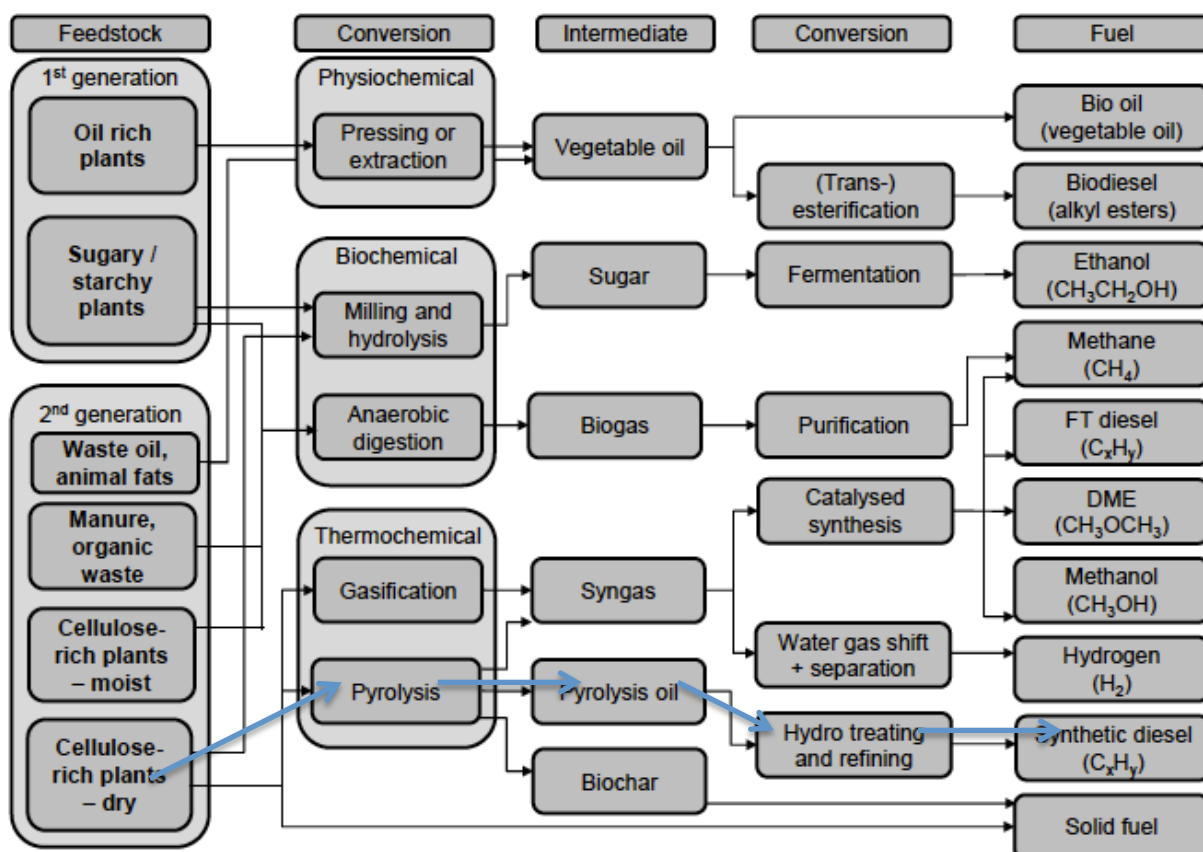 Feedstock
Conversion
Intermediate
Conversion
Fuel
1st generation
Oil rich
plants
Sugary /
starchy
plants
2nd generation
Waste oil,
animal fats
Manure,
organic
waste
Cellulose-
rich plants
– moist
Cellulose-
rich plants
– dry
Physiochemical
Pressing or
extraction
Biochemical
Milling and
hydrolysis
Anaerobic
digestion
Thermochemical
Gasification
Pyrolysis
Vegetable oil
Sugar
Biogas
Syngas
Pyrolysis oil
Biochar
(Trans-)
esterification
Fermentation
Purification
Catalysed
synthesis
Water gas shift
+ separation
Hydro treating
and refining
Bio oil
(vegetable oil)
Biodiesel
(alkyl esters)
Ethanol
(CH3CH2OH)
Methane
(CH4)
FT diesel
(CxHy)
DME
(CH3OCH3)
Methanol
(CH3OH)
Hydrogen
(H2)
Synthetic diesel
(CxHy)
Solid fuel